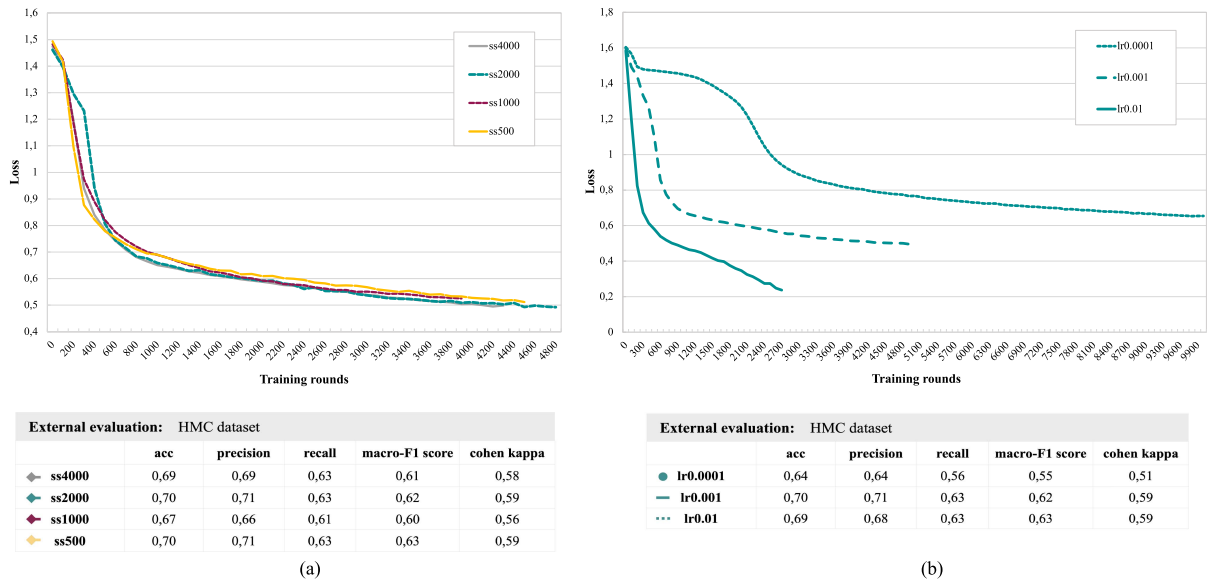 1,6
1,5
1,4
1,3
1,2
1,1
1
0,9
0,8
0,7
0,6
0,5
0,4
Loss
ss4000
ss2000
ss1000
ss500
0 200 400 600 800 1000 1200 1400 1600 1800 2000 2200 2400 2600 2800 3000 3200 3400 3600 3800 4000 4200 4400 4600 4800
Training rounds
External evaluation: HMC dataset
acc precision recall macro-F1 score cohen kappa
ss4000 0,69 0,69 0,63 0,61 0,58
ss2000 0,70 0,71 0,63 0,62 0,59
ss1000 0,67 0,66 0,61 0,60 0,56
ss500 0,70 0,71 0,63 0,63 0,59
(a)
1,8
1,6
1,4
1,2
1
0,8
0,6
0,4
0,2
0
Loss
lr0.0001
lr0.001
lr0.01
0 300 600 900 1200 1500 1800 2100 2400 2700 3000 3300 3600 3900 4200 4500 4800 5100 5400 5700 6000 6300 6600 6900 7200 7500 7800 8100 8400 8700 9000 9300 9600 9900
Training rounds
External evaluation: HMC dataset
acc precision recall macro-F1 score cohen kappa
lr0.0001 0,64 0,64 0,56 0,55 0,51
lr0.001 0,70 0,71 0,63 0,62 0,59
lr0.01 0,69 0,68 0,63 0,63 0,59
(b)